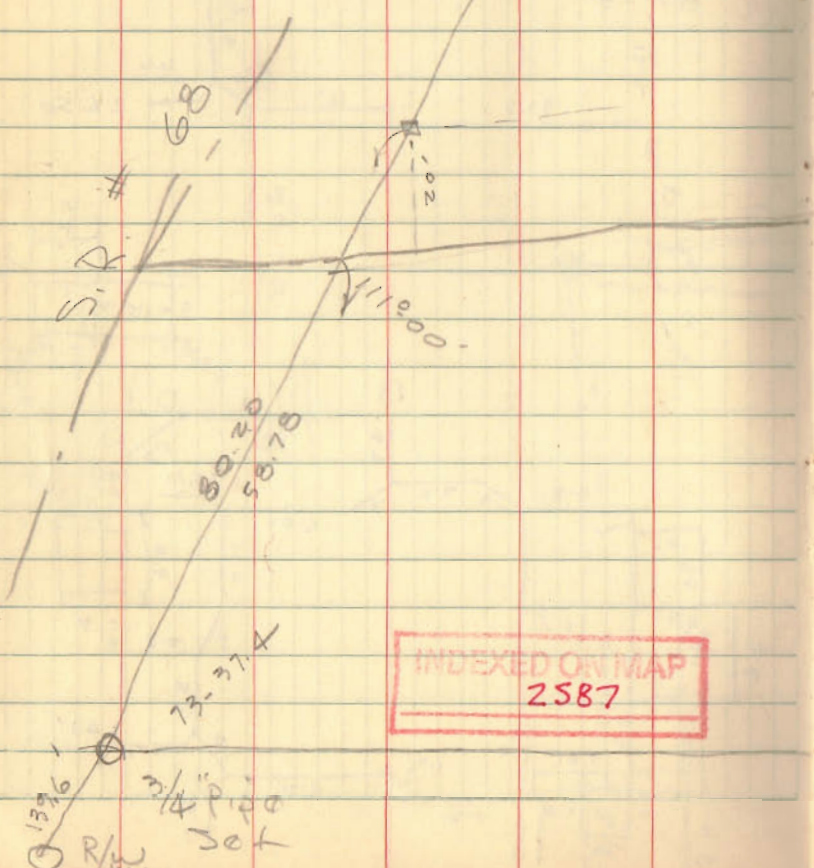 S.R. # 68
20'
111°00'
80.20
58.78
73-37.4
INDEXED ON MAP
2587
139.6'
3/4" pipe
set
R/W